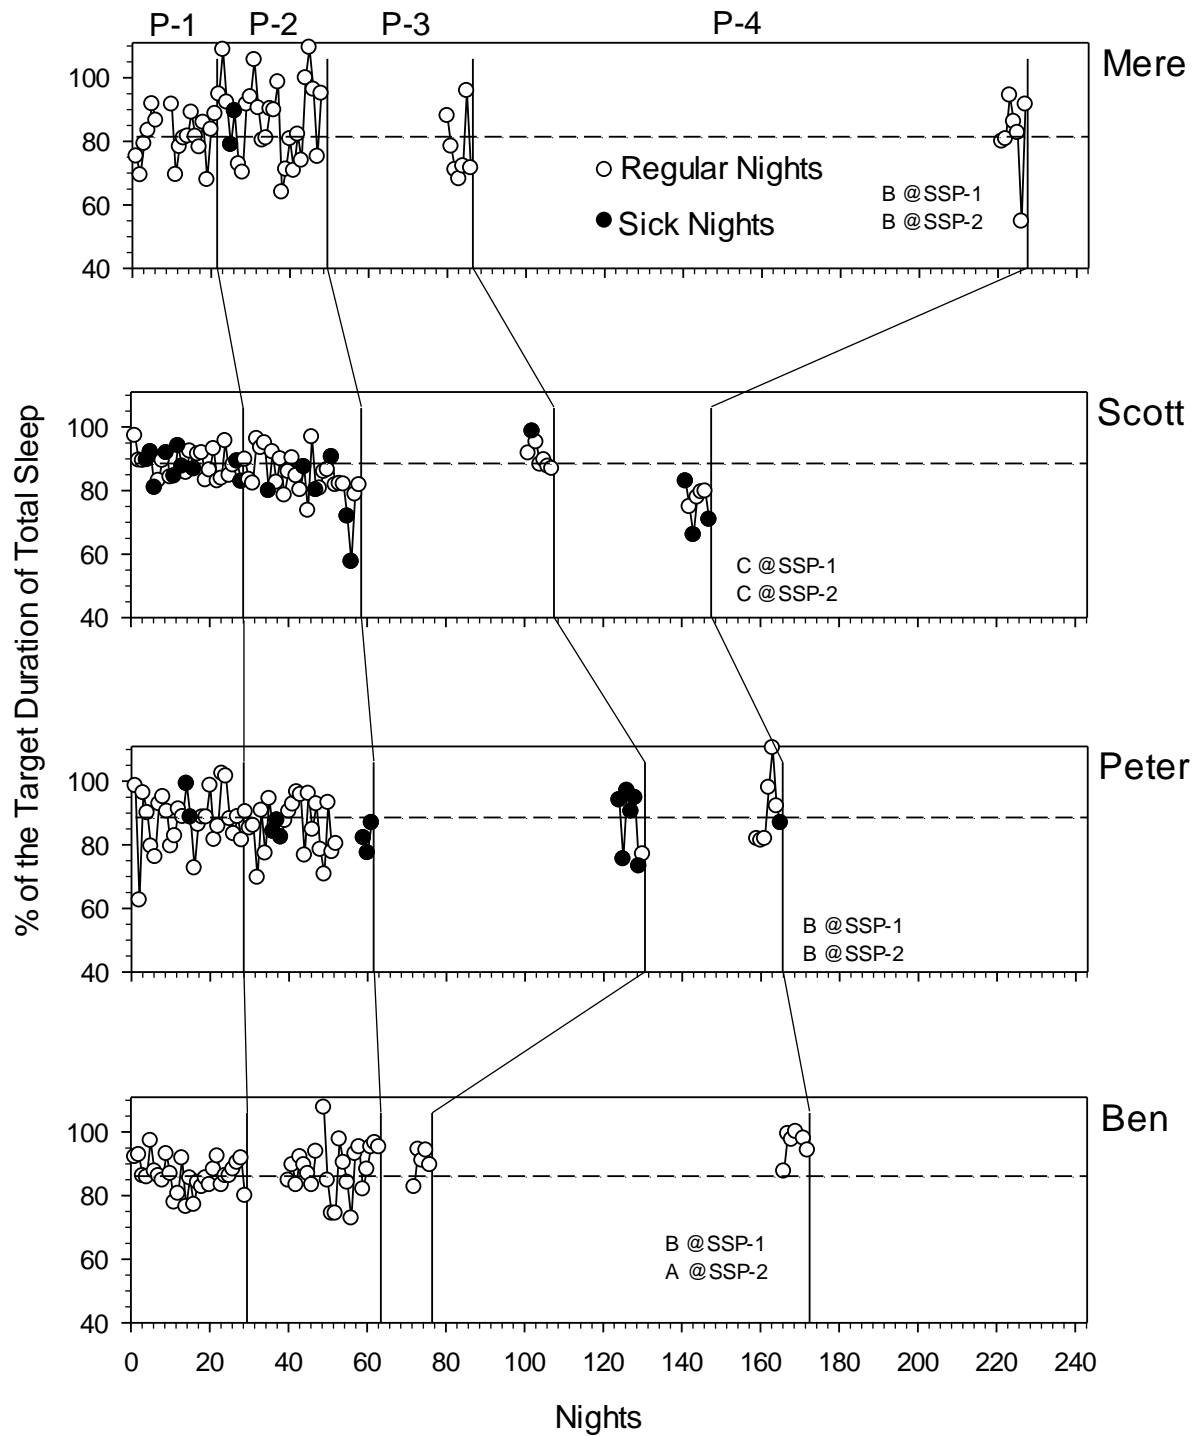 P-1 P-2 P-3 P-4
Mere
100
80
60
40
Regular Nights
Sick Nights
B @SSP-1
B @SSP-2
Scott
100
80
60
40
C @SSP-1
C @SSP-2
% of the Target Duration of Total Sleep
Peter
100
80
60
40
B @SSP-1
B @SSP-2
Ben
100
80
60
40
B @SSP-1
A @SSP-2
0 20 40 60 80 100 120 140 160 180 200 220 240
Nights